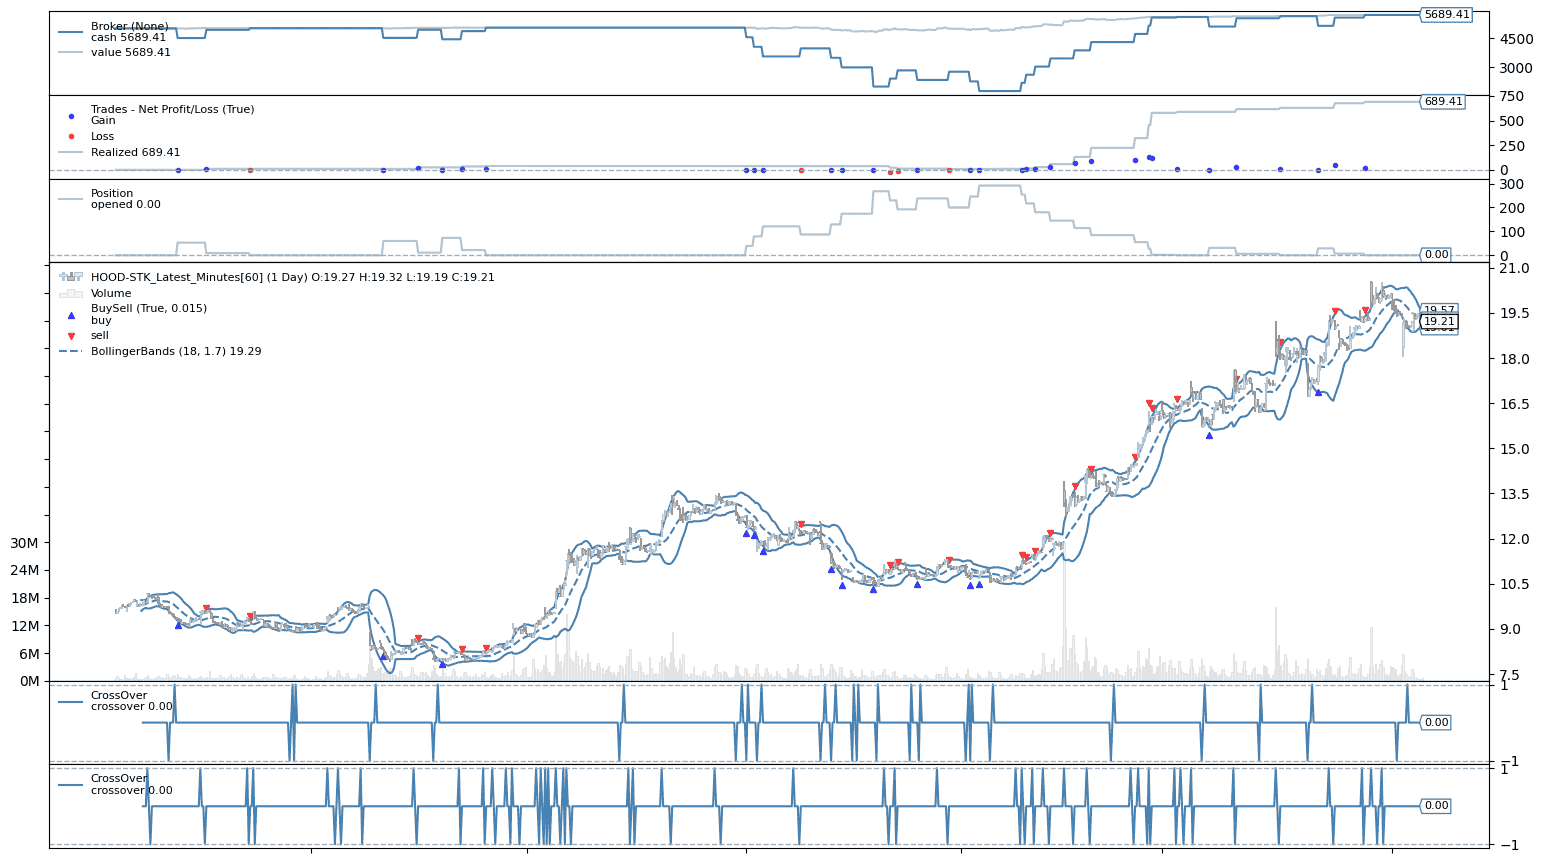 Broker (None)
cash 5689.41
value 5689.41
5689.41
4500
3000
Trades - Net Profit/Loss (True)
Gain
Loss
Realized 689.41
750
689.41
500
250
0
Position
opened 0.00
300
200
100
0.00
0
HOOD-STK_Latest_Minutes[60] (1 Day) O:19.27 H:19.32 L:19.19 C:19.21
Volume
BuySell (True, 0.015)
buy
sell
BollingerBands (18, 1.7) 19.29
21.0
19.57
19.5
19.21
18.0
16.5
15.0
13.5
12.0
10.5
9.0
7.5
30M
24M
18M
12M
6M
0M
CrossOver
crossover 0.00
1
0.00
−1
CrossOver
crossover 0.00
1
0.00
−1